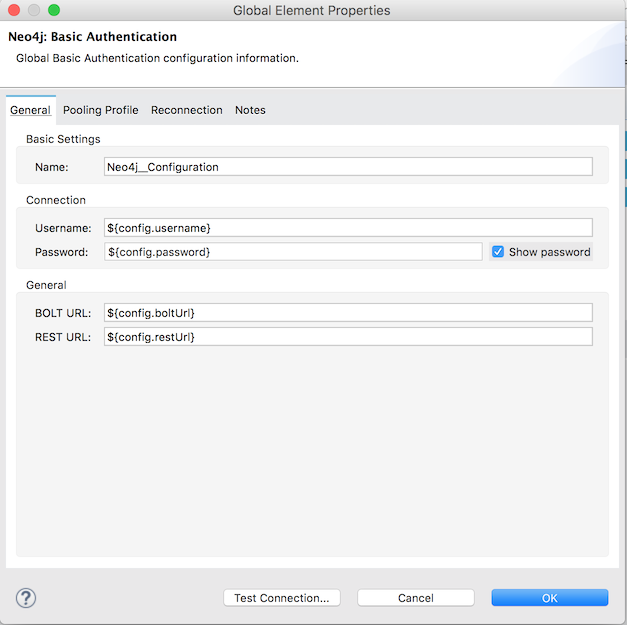 Global Element Properties
Neo4j: Basic Authentication
Global Basic Authentication configuration information.
General Pooling Profile Reconnection Notes
Basic Settings
Name: Neo4j__Configuration
Connection
Username: ${config.username}
Password: ${config.password} Show password
General
BOLT URL: ${config.boltUrl}
REST URL: ${config.restUrl}
? Test Connection... Cancel OK